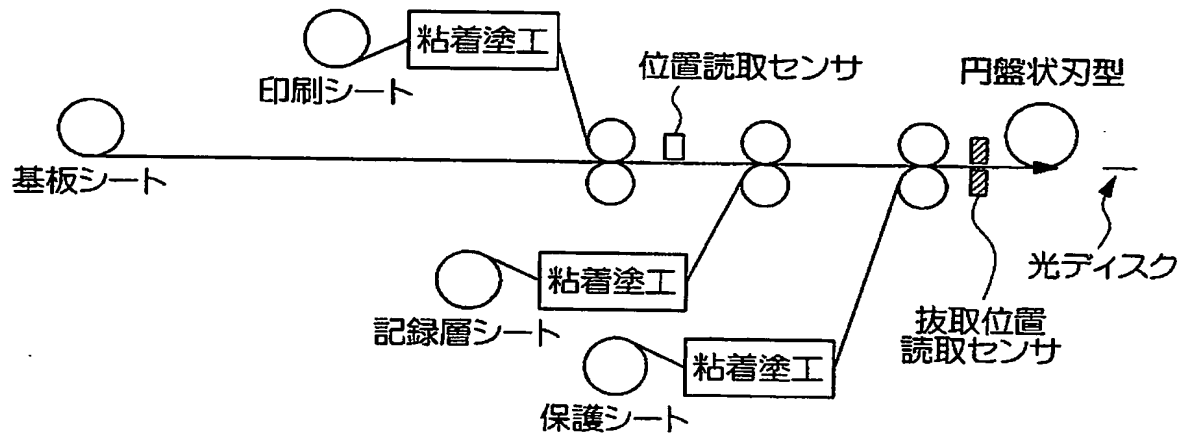 粘着塗工
印刷シート
位置読取センサ
円盤状刃型
基板シート
粘着塗工
記録層シート
光ディスク
抜取位置
読取センサ
粘着塗工
保護シート